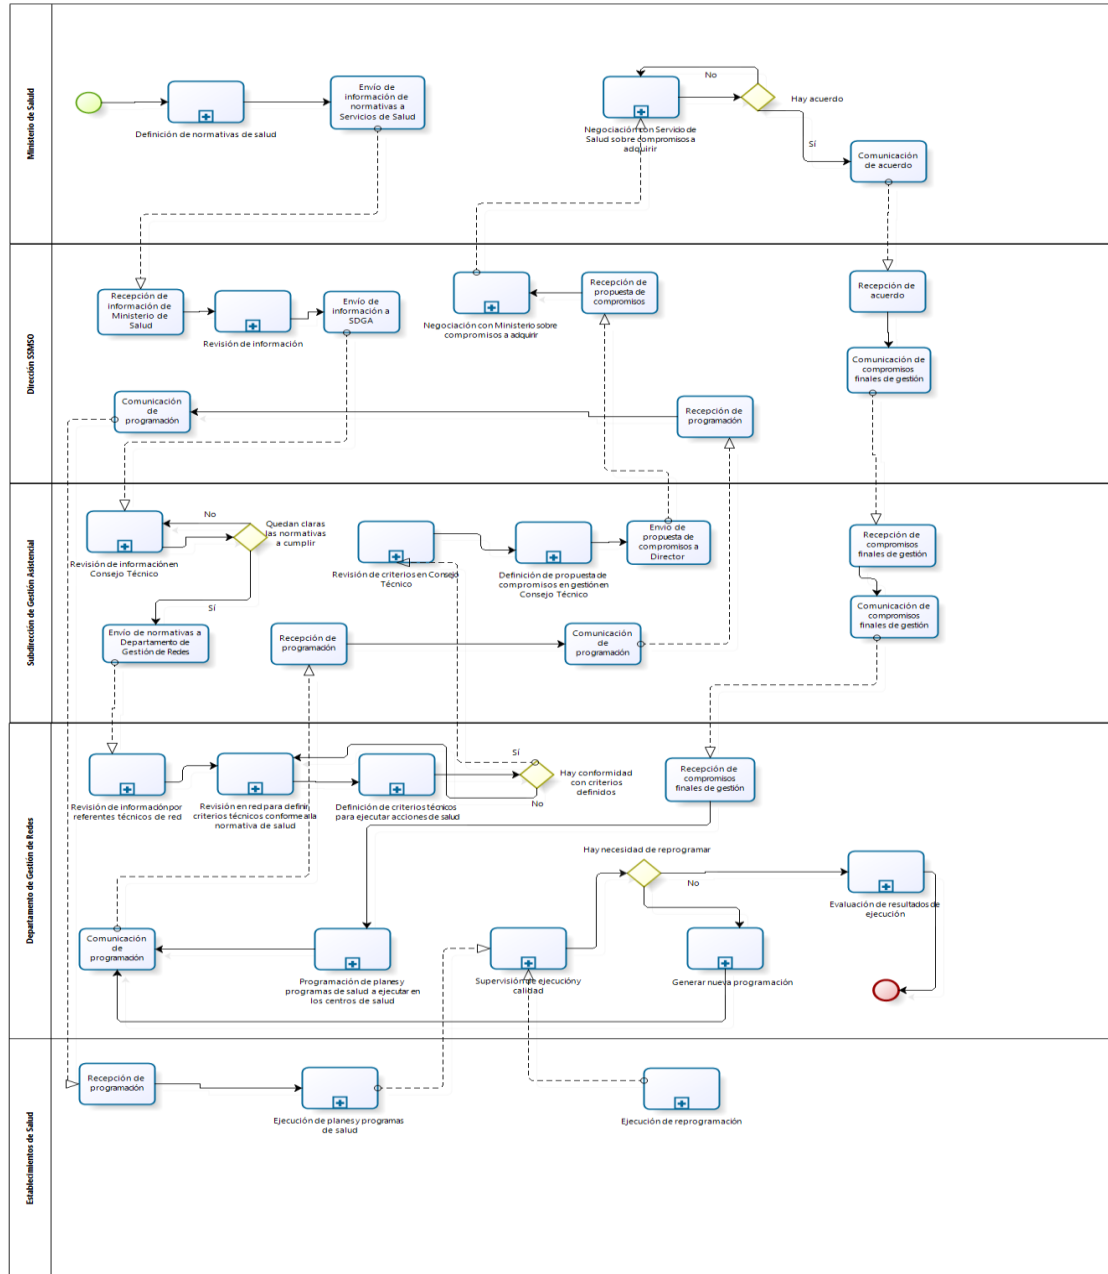 Ministerio de Saluld
Definición de normativas de salud
Envío de
información de
normativas a
Servicios de Salud
No
Hay acuerdo
Negociación con Servicio de
Salud sobre compromisos a
adquirir
Sí
Comunicación
de acuerdo
Dirección SSMSO
Recepción de
información de
Ministerio de
Salud
Revisión de información
Envío de
información a
SDGA
Negociación con Ministerio sobre
compromisos a adquirir
Recepción de
propuesta de
compromisos
Recepción de
acuerdo
Comunicación de
compromisos
finales de gestión
Comunicación
de
programación
Recepción de
programación
Subdirección de Gestión Asistencial
No
Quedan claras
las normativas
a cumplir
Revisión de información en
Consejo Técnico
Sí
Envío de normativas a
Departamento de
Gestión de Redes
Revisión de criterios en Consejo
Técnico
Definición de propuesta de
compromisos en gestión en
Consejo Técnico
Envío de
propuesta de
compromisos a
Director
Recepción de
compromisos
finales de gestión
Comunicación de
compromisos
finales de gestión
Recepción de
programación
Comunicación
de
programación
Departamento de Gestión de Redes
Revisión de información por
referentes técnicos de red
Revisión en red para definir
criterios técnicos conforme a la
normativa de salud
Definición de criterios técnicos
para ejecutar acciones de salud
Sí
Hay conformidad
con criterios
definidos
No
Recepción de
compromisos
finales de gestión
Hay necesidad de reprogramar
No
Evaluación de resultados de
ejecución
Comunicación
de
programación
Programación de planes y
programas de salud a ejecutar en
los centros de salud
Supervisión de ejecución y
calidad
Generar nueva programación
Establecimientos de Salud
Recepción de
programación
Ejecución de planes y programas
de salud
Ejecución de reprogramación